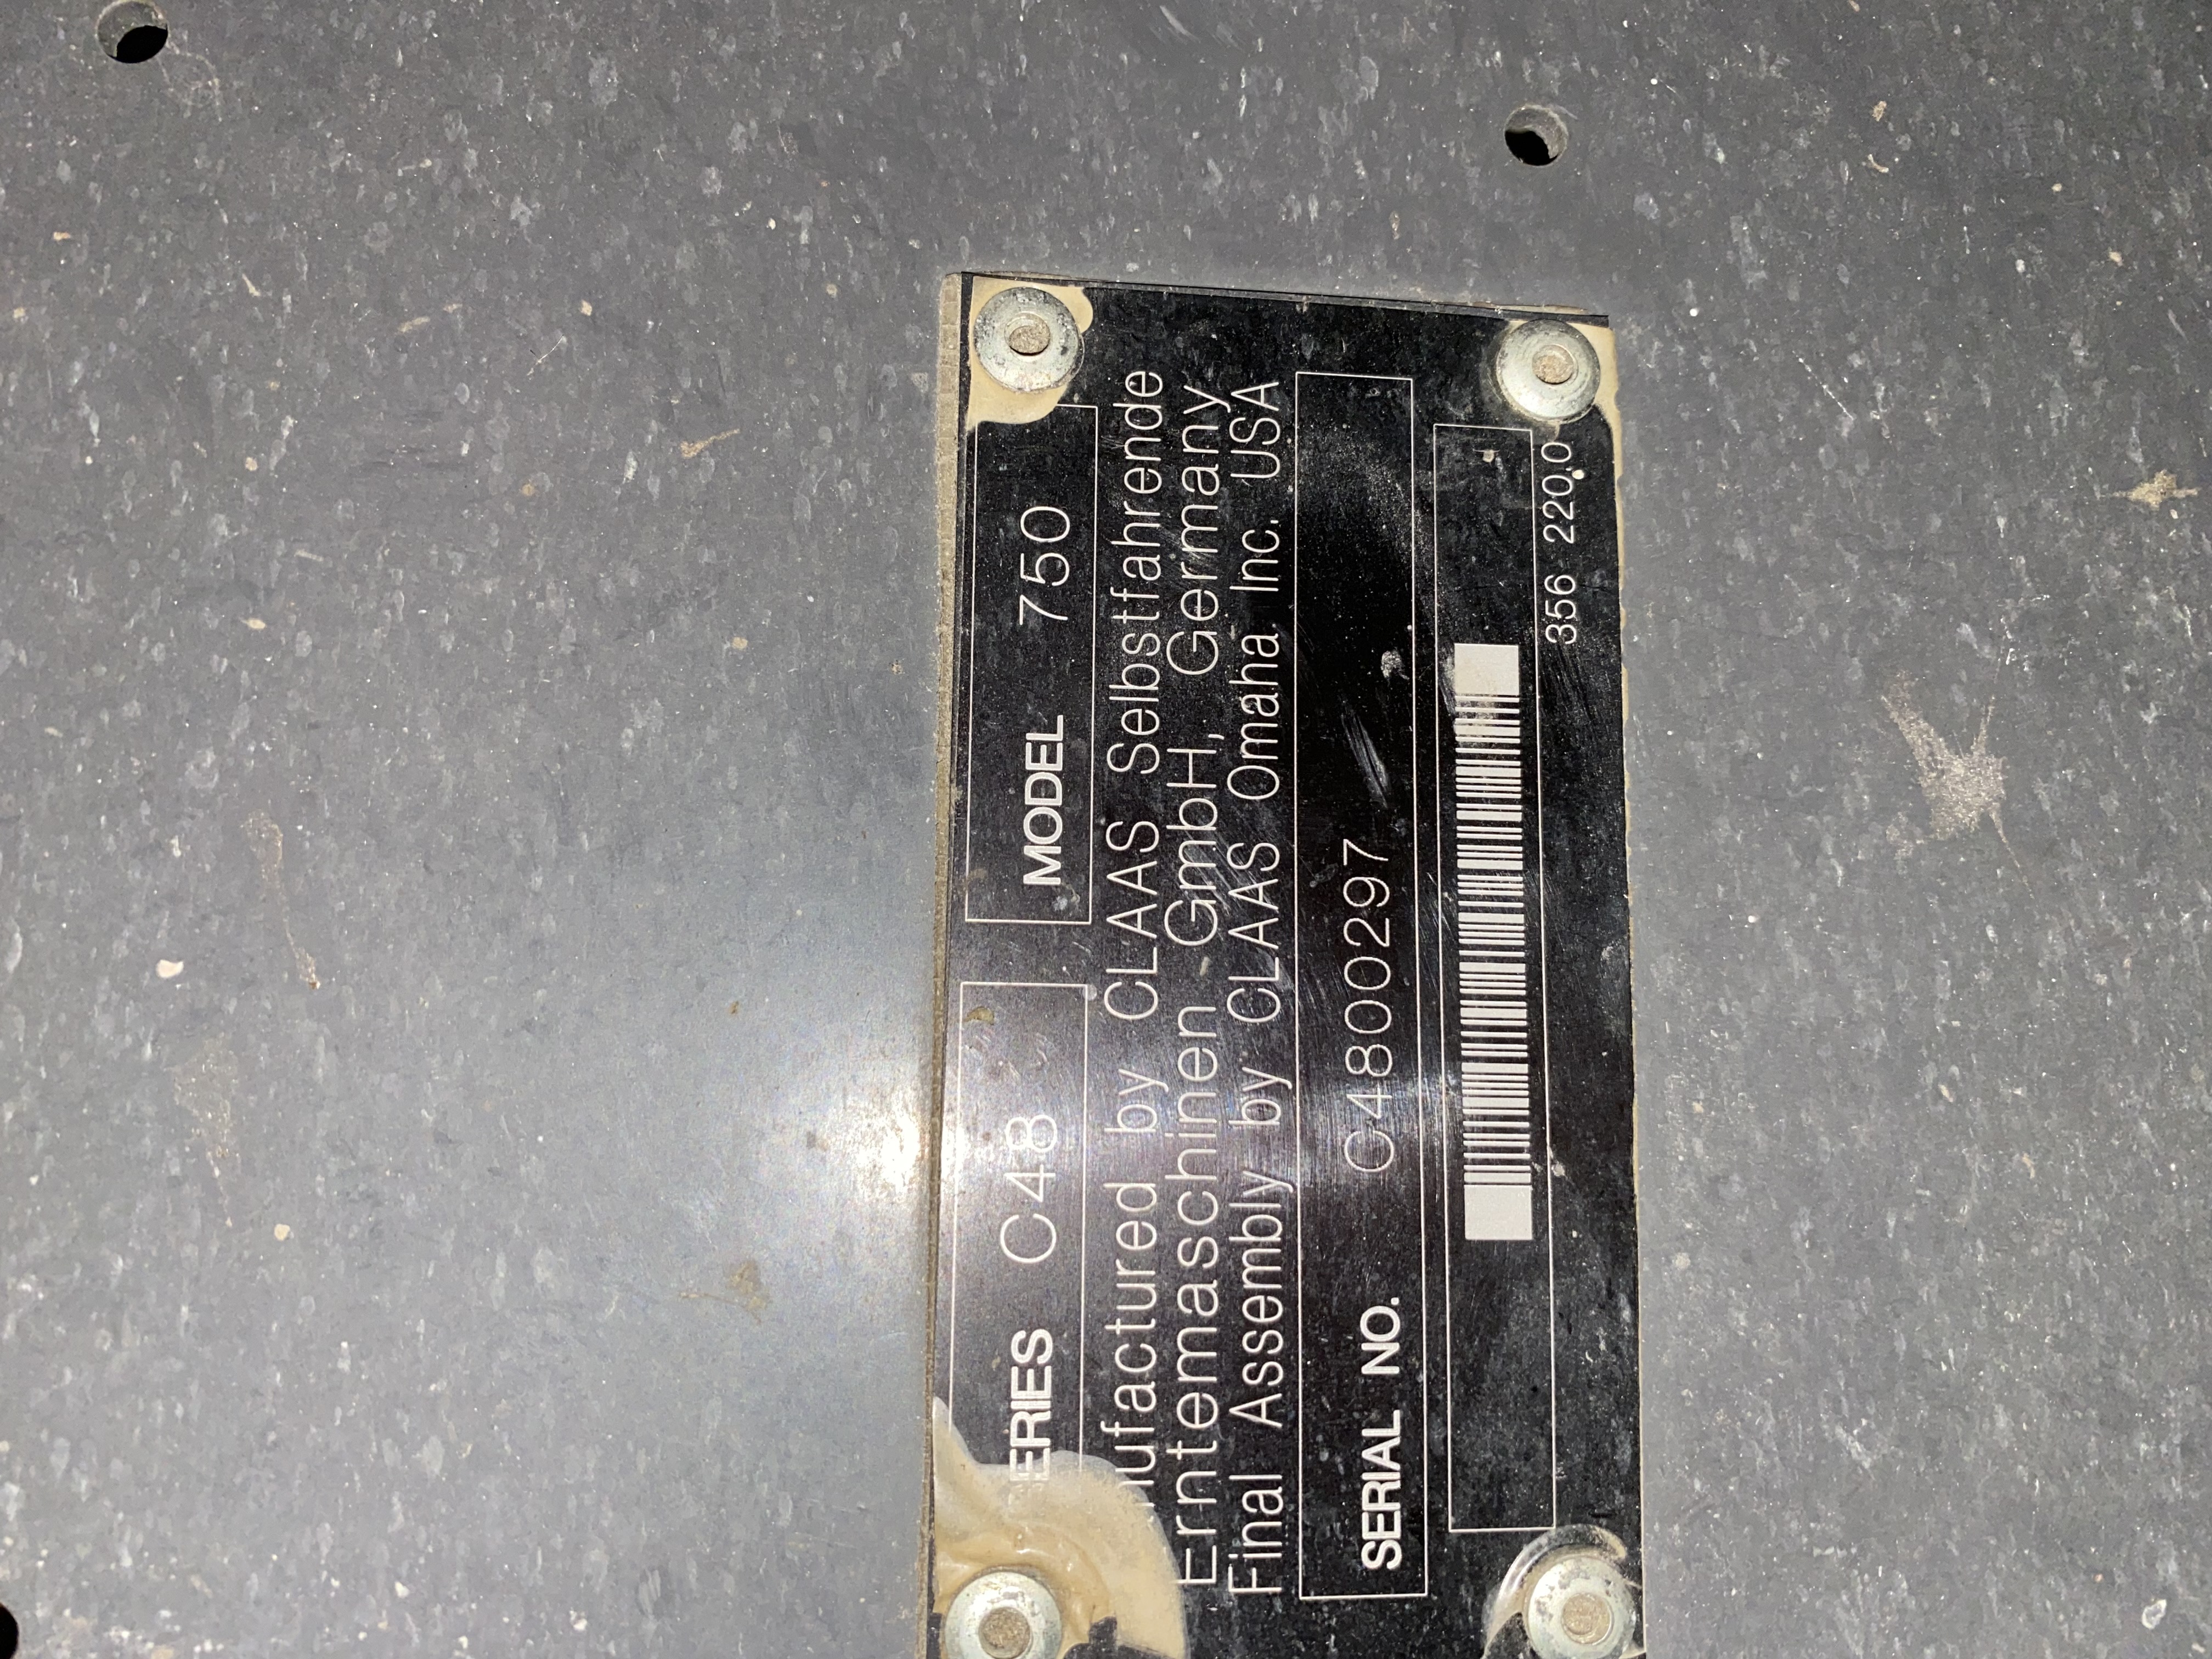 ERIES C48 MODEL 750
nufactured by CLAAS Selbstfahrende
Erntemaschinen GmbH, Germany
Final Assembly by CLAAS Omaha Inc. USA
SERIAL NO. C4800297
356 220.0